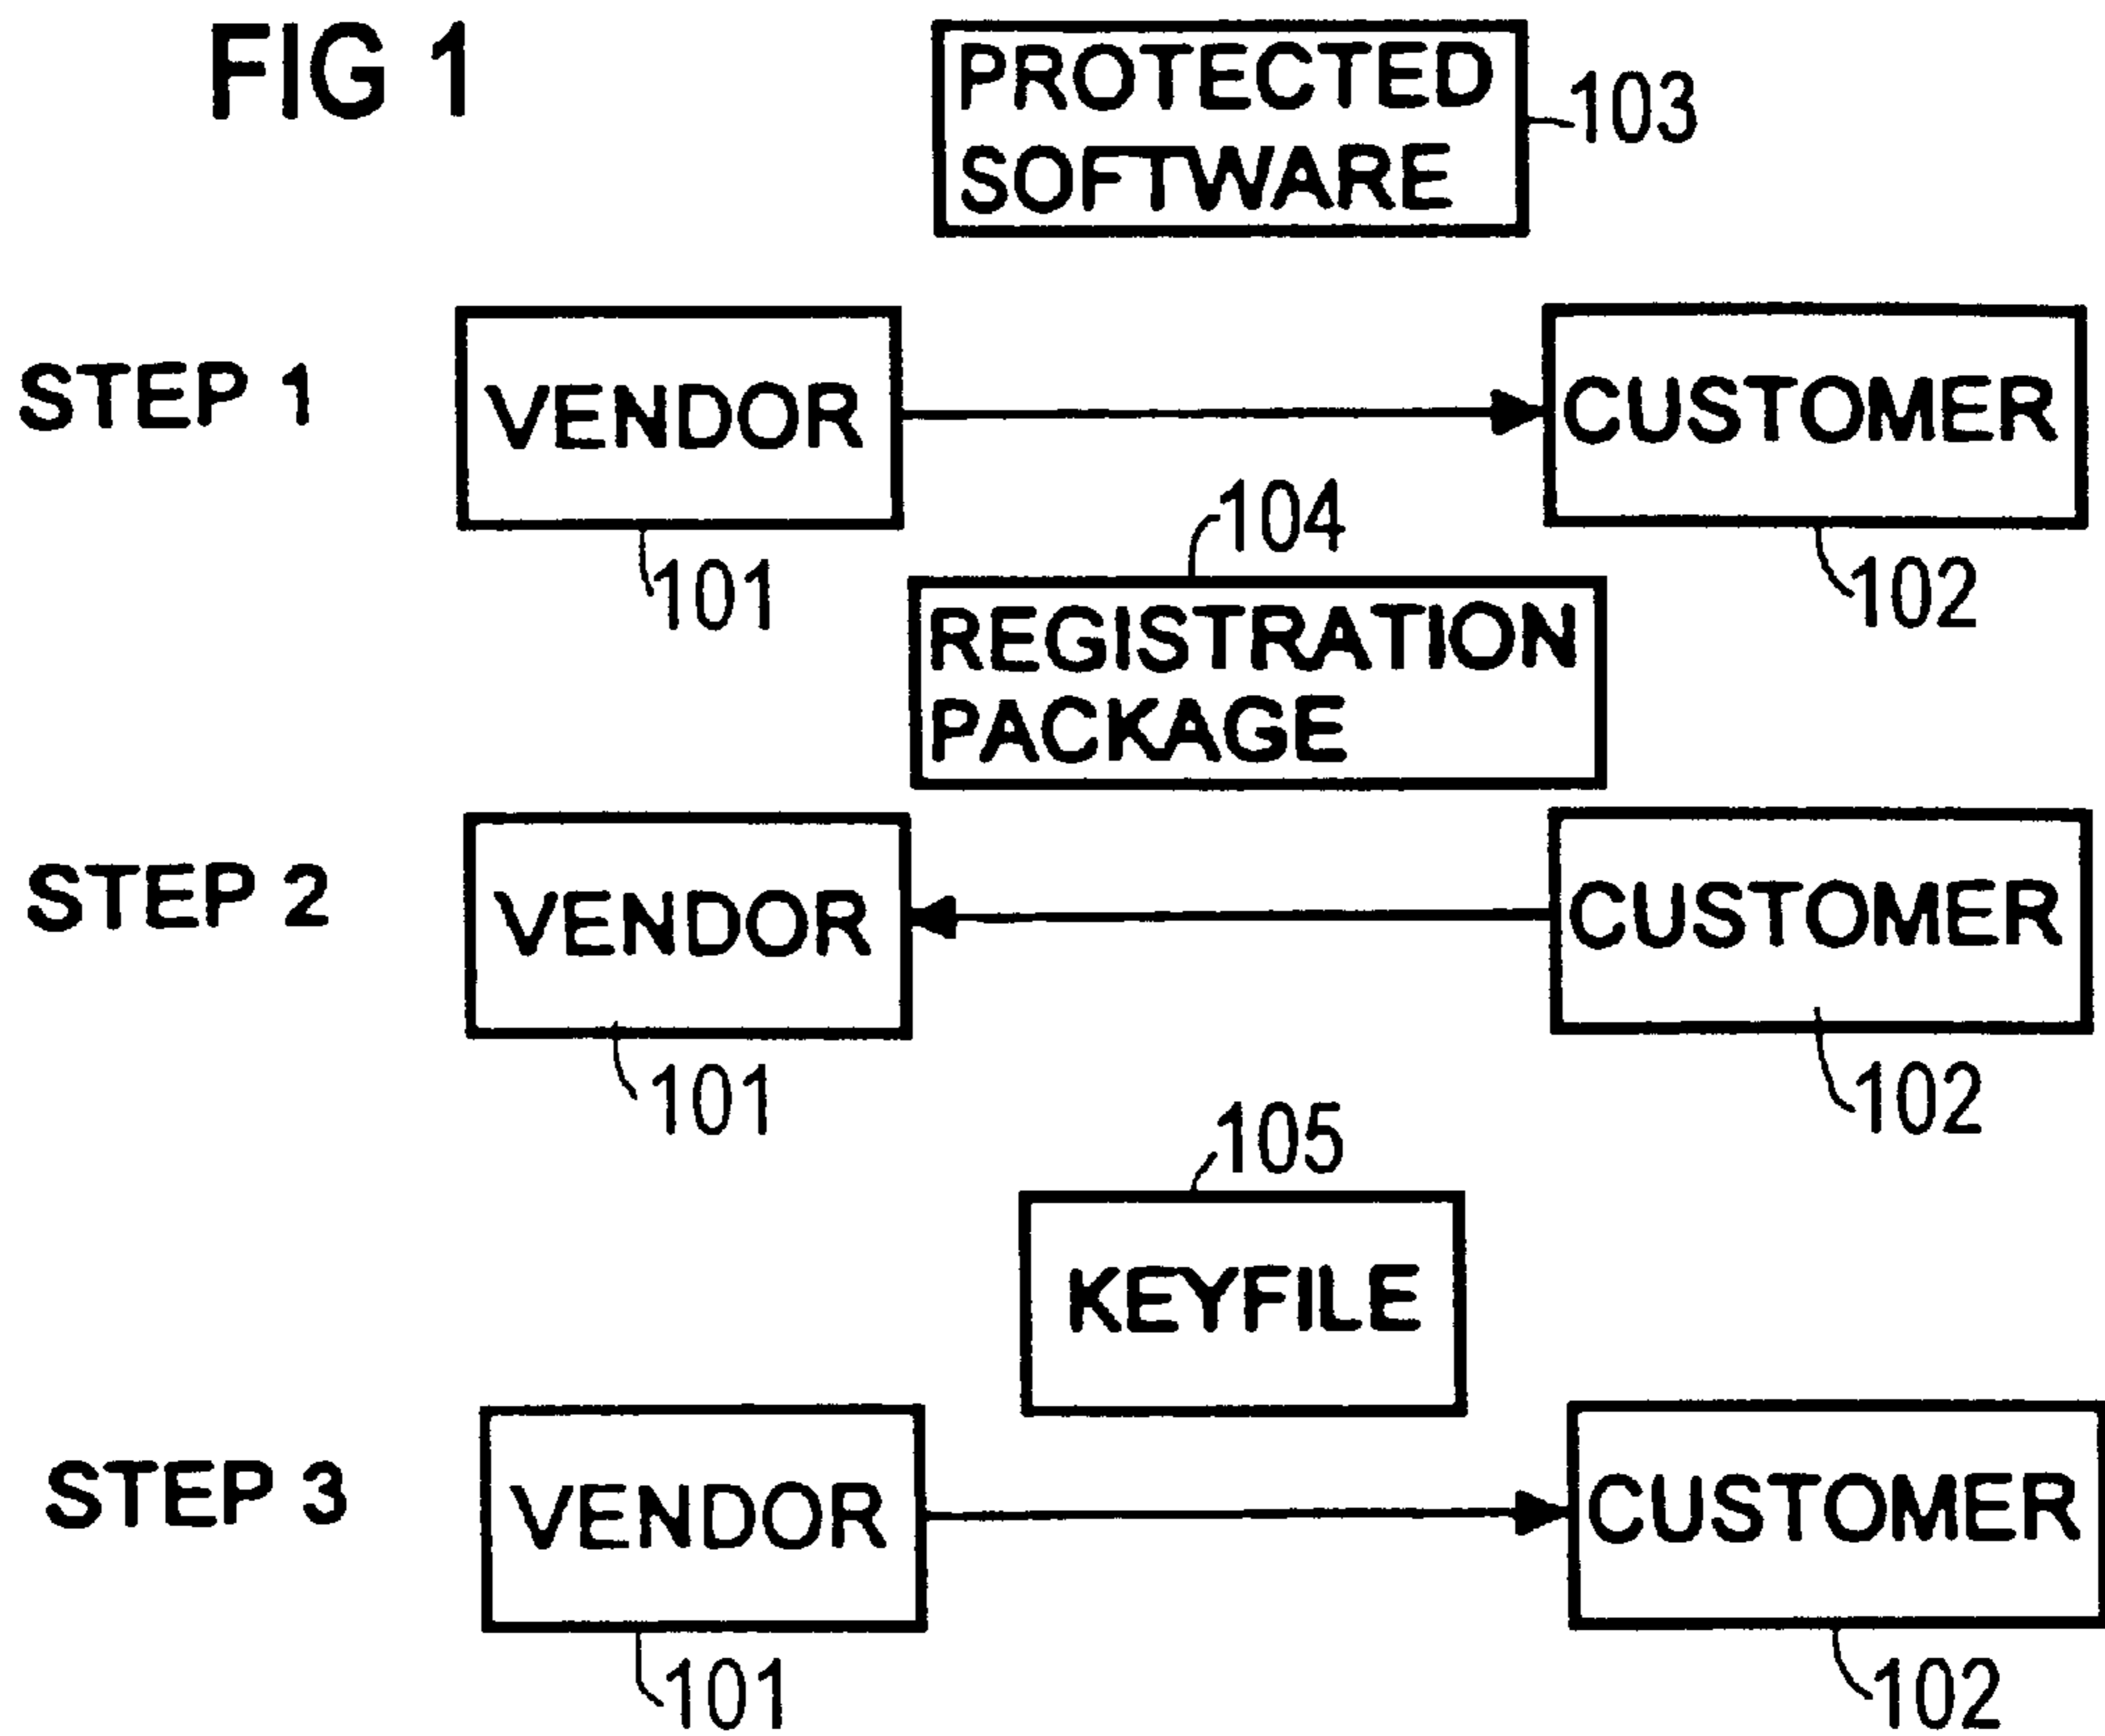 FIG 1
PROTECTED
SOFTWARE
103
STEP 1
VENDOR
CUSTOMER
101
102
104
REGISTRATION
PACKAGE
STEP 2
VENDOR
CUSTOMER
101
102
105
KEYFILE
STEP 3
VENDOR
CUSTOMER
101
102